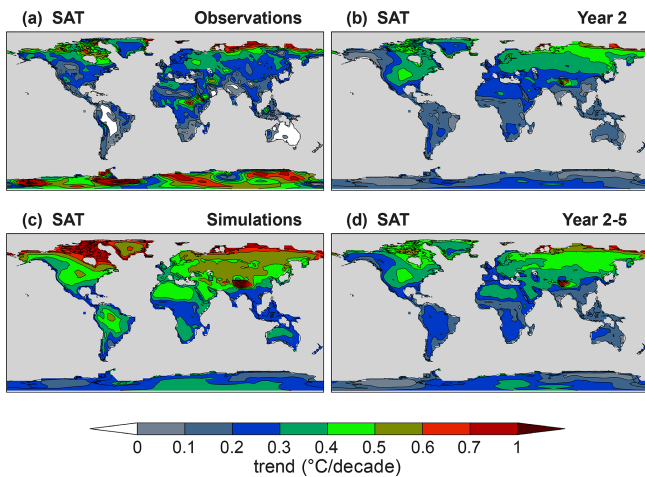 (a) SAT Observations
(b) SAT Year 2
(c) SAT Simulations
(d) SAT Year 2-5
0 0.1 0.2 0.3 0.4 0.5 0.6 0.7 1
trend (°C/decade)